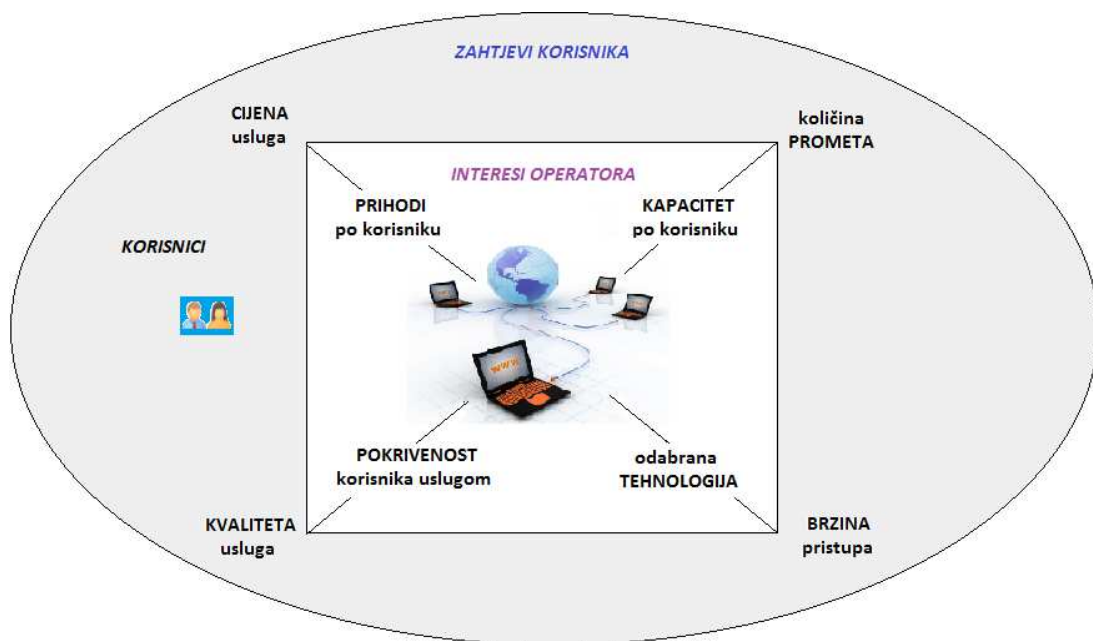 ZAHTJEVI KORISNIKA
CIJENA
usluga
količina
PROMETA
INTERESI OPERATORA
PRIHODI
po korisniku
KAPACITET
po korisniku
KORISNICI
www
POKRIVENOST
korisnika uslugom
odabrana
TEHNOLOGIJA
KVALITETA
usluga
BRZINA
pristupa